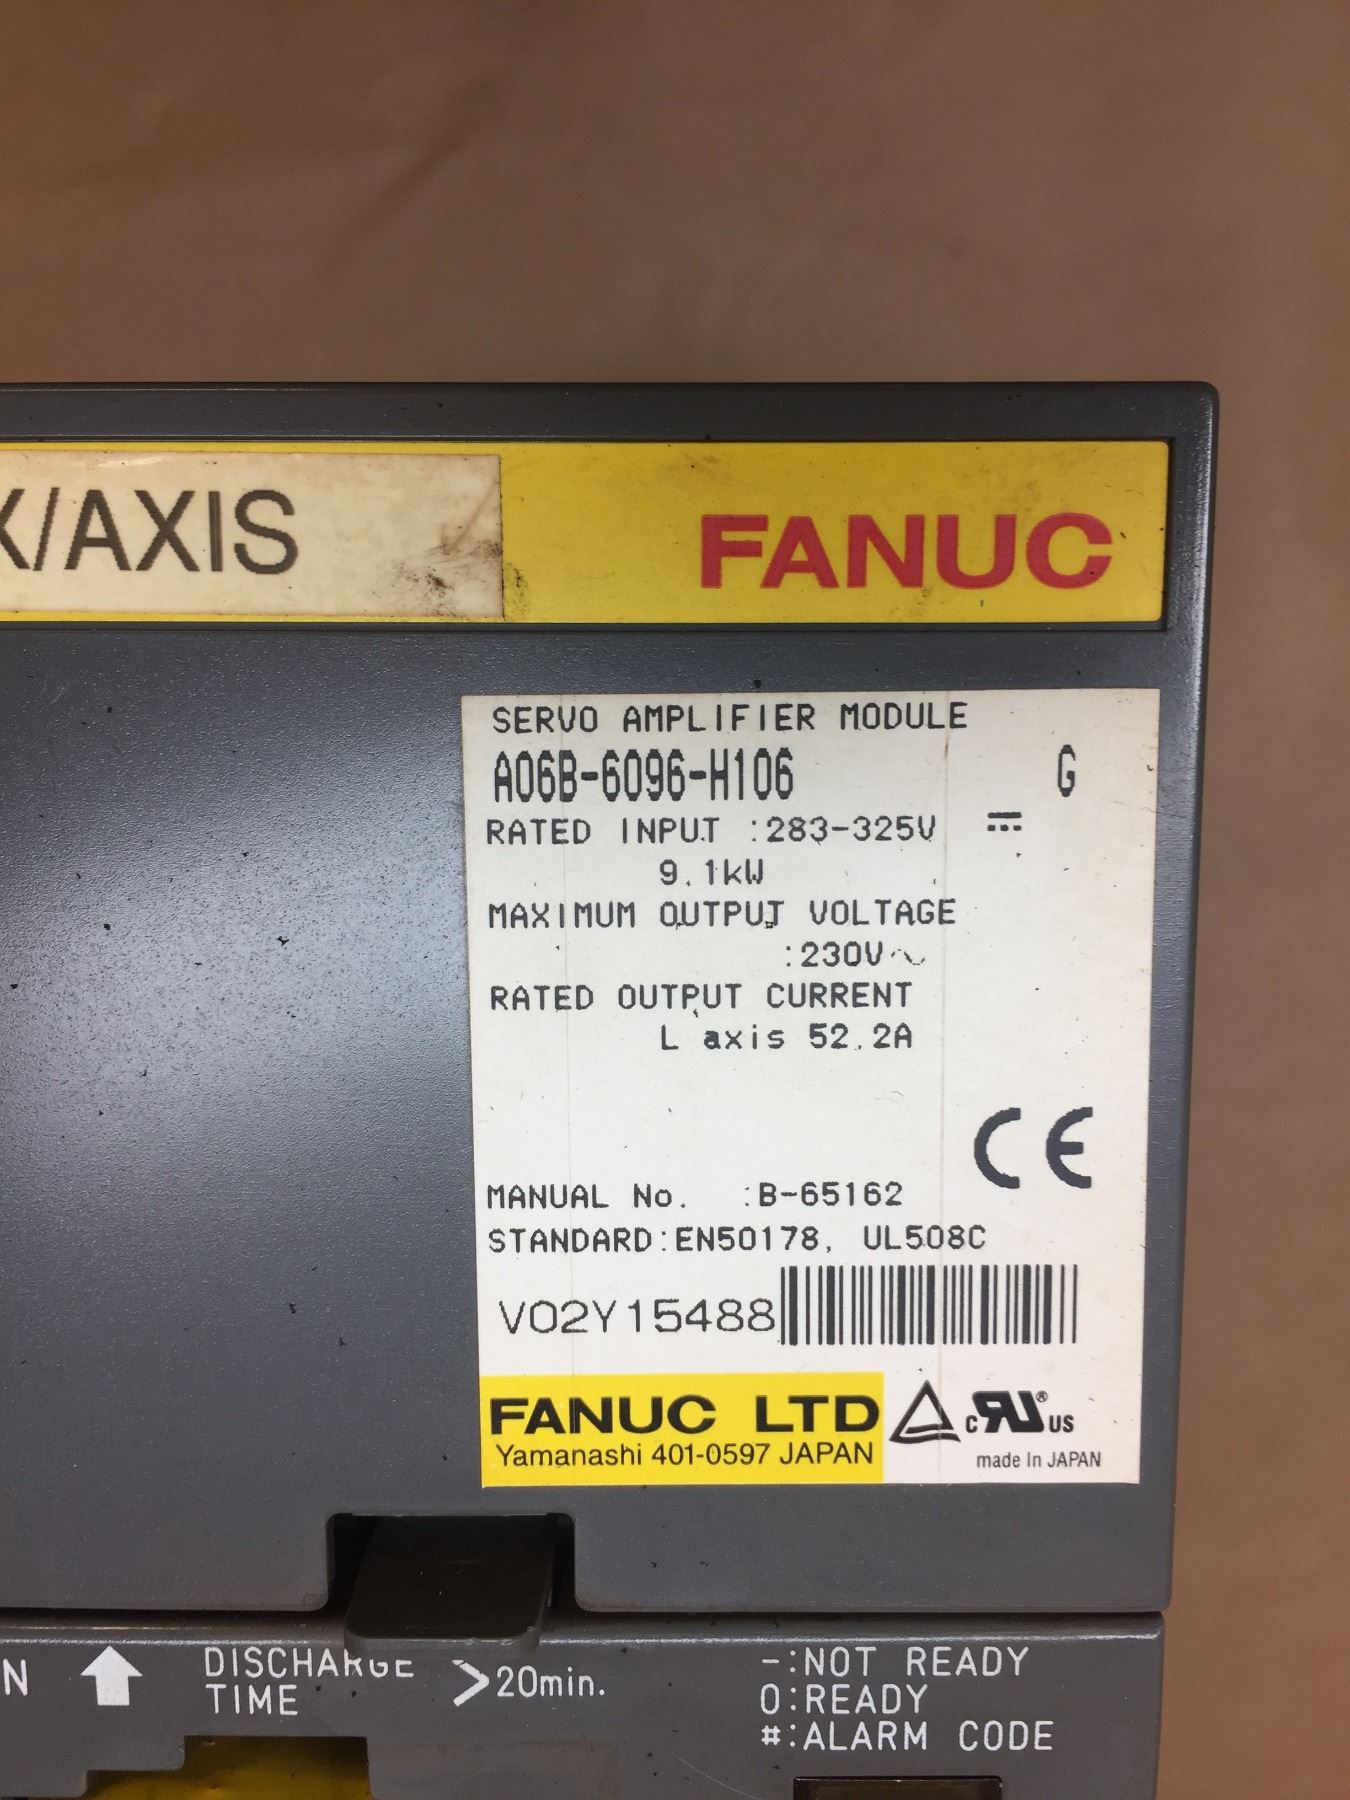 X/AXIS
FANUC
SERVO AMPLIFIER MODULE
A06B-6096-H106 G
RATED INPUT :283-325V ⎓
9.1kW
MAXIMUM OUTPUT VOLTAGE
:230V~
RATED OUTPUT CURRENT
L axis 52.2A
CE
MANUAL No. :B-65162
STANDARD:EN50178, UL508C
V02Y15488
FANUC LTD
Yamanashi 401-0597 JAPAN
c RU® US
made In JAPAN
N DISCHARGE TIME >20min.
-:NOT READY
0:READY
#:ALARM CODE